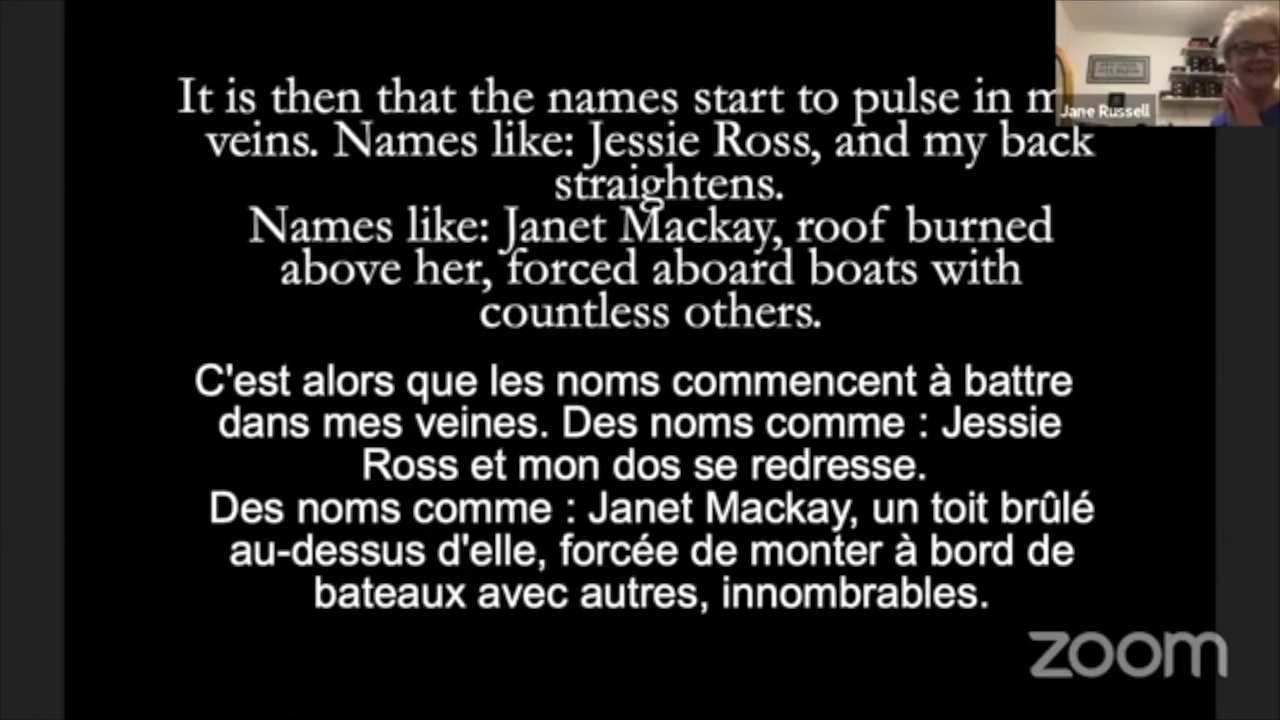 It is then that the names start to pulse in
veins. Names like: Jessie Ross, and my back
straightens.
Names like: Janet Mackay, roof burned
above her, forced aboard boats with
countless others.
C'est alors que les noms commencent à battre
dans mes veines. Des noms comme : Jessie
Ross et mon dos se redresse.
Des noms comme : Janet Mackay, un toit brûlé
au-dessus d'elle, forcée de monter à bord de
bateaux avec autres, innombrables.
Jane Russell
zoom